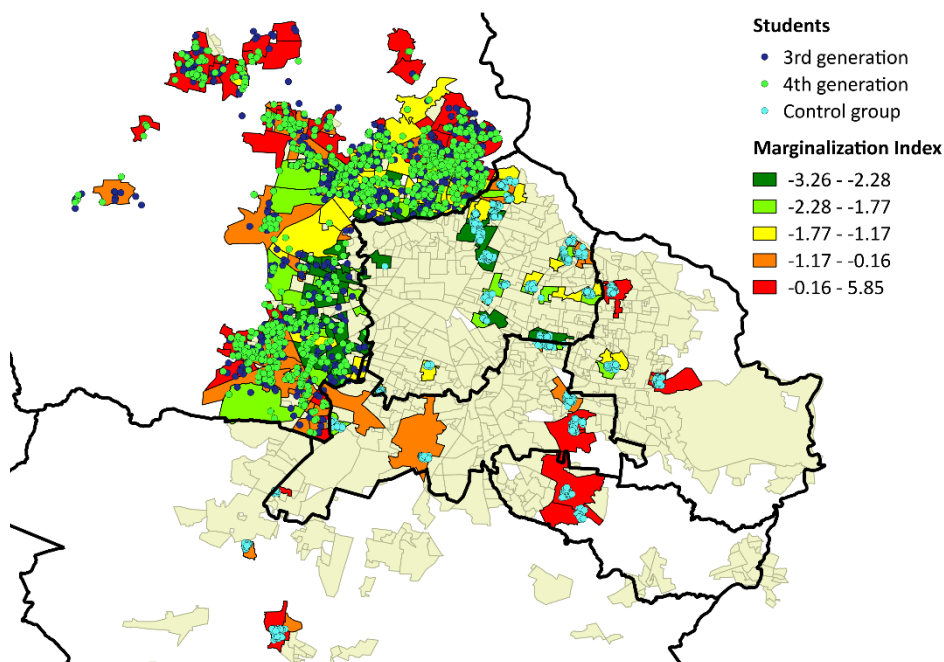 Students
3rd generation
4th generation
Control group
Marginalization Index
-3.26 - -2.28
-2.28 - -1.77
-1.77 - -1.17
-1.17 - -0.16
-0.16 - 5.85